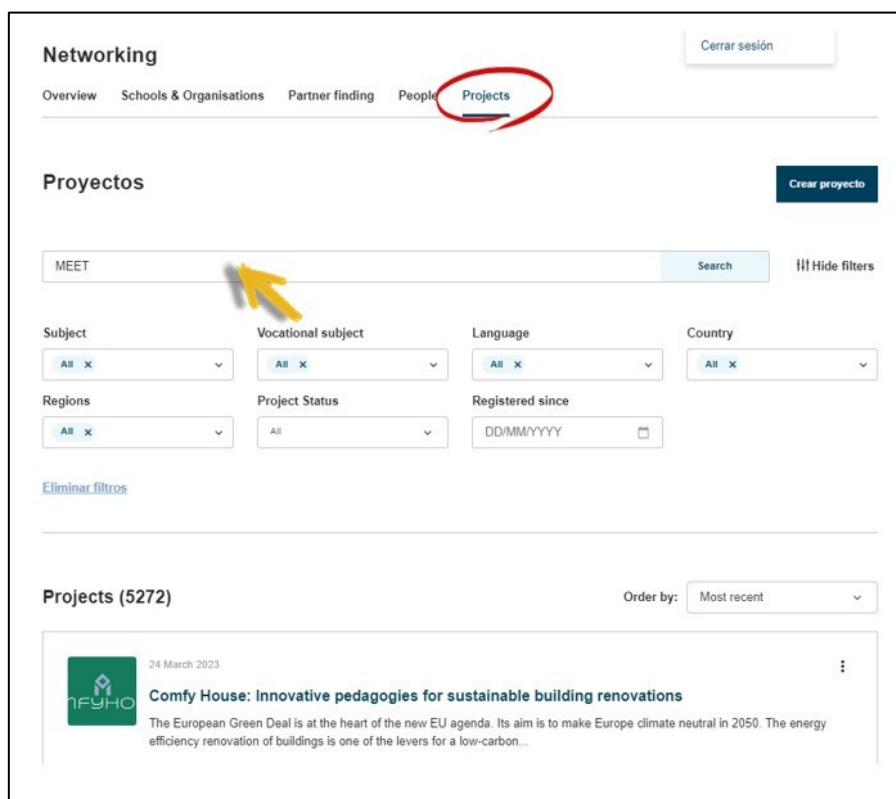 Networking
Cerrar sesión
Overview Schools & Organisations Partner finding People Projects
Proyectos
Crear proyecto
MEET Search Hide filters
Subject Vocational subject Language Country
All x All x All x All x
Regions Project Status Registered since
All x All DD/MM/YYYY
Eliminar filtros
Projects (5272) Order by: Most recent
24 March 2023
Comfy House: Innovative pedagogies for sustainable building renovations
The European Green Deal is at the heart of the new EU agenda. Its aim is to make Europe climate neutral in 2050. The energy
efficiency renovation of buildings is one of the levers for a low-carbon...